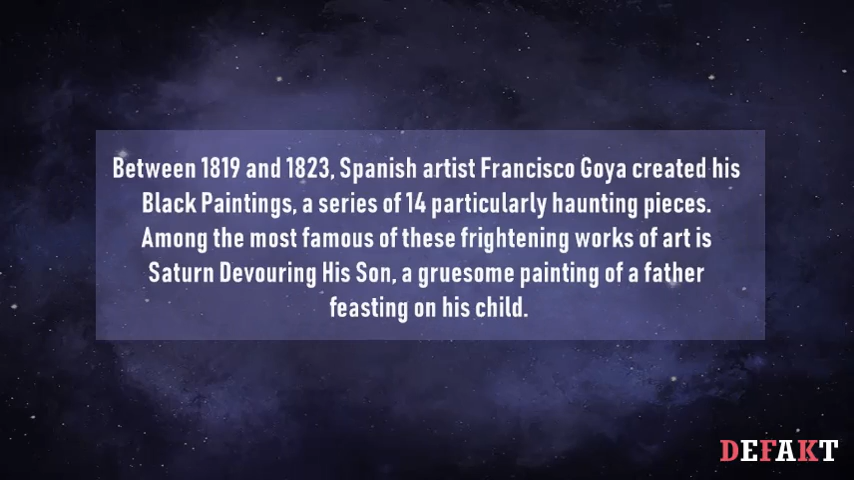 Between 1819 and 1823, Spanish artist Francisco Goya created his
Black Paintings, a series of 14 particularly haunting pieces.
Among the most famous of these frightening works of art is
Saturn Devouring His Son, a gruesome painting of a father
feasting on his child.
DEFAKT